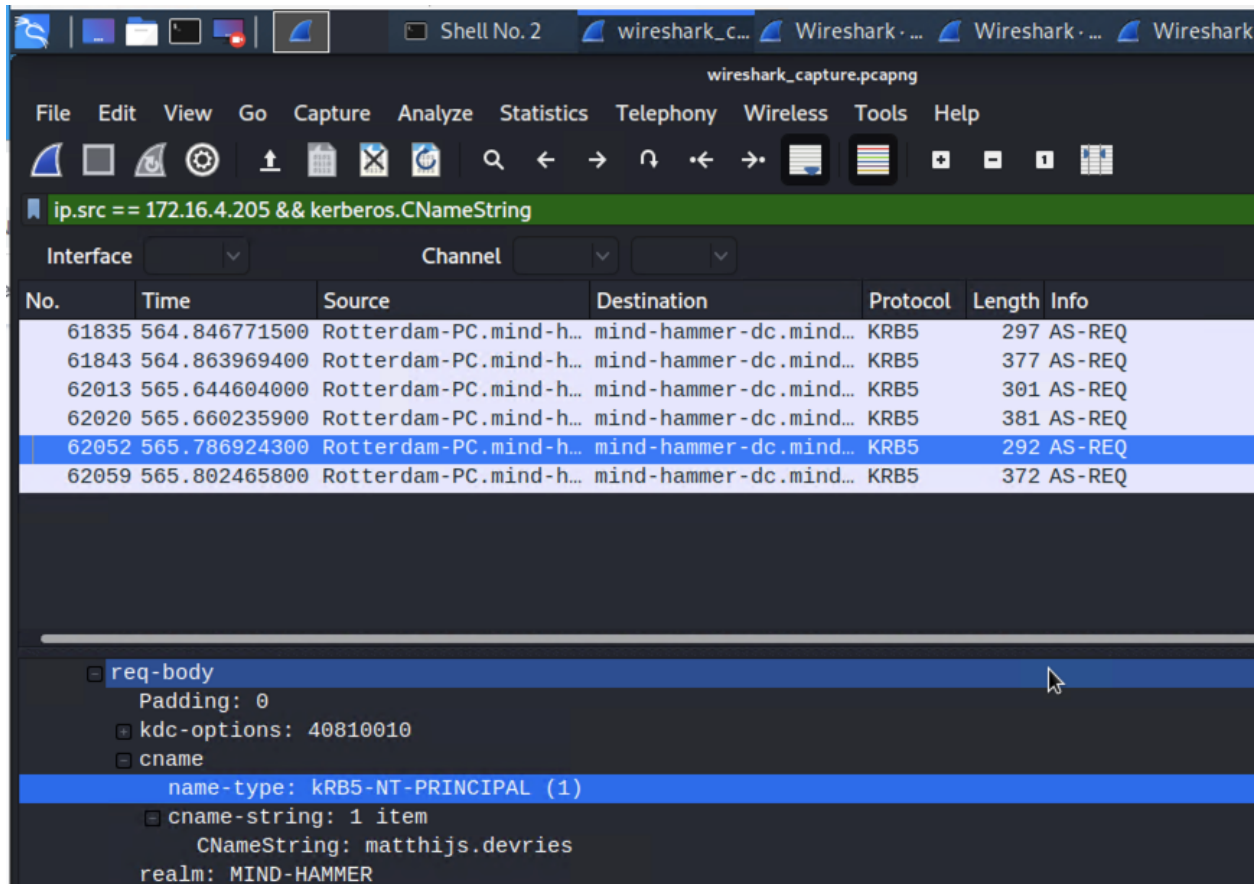 Shell No. 2 wireshark_c... Wireshark · ... Wireshark · ... Wireshark
wireshark_capture.pcapng
File Edit View Go Capture Analyze Statistics Telephony Wireless Tools Help
ip.src == 172.16.4.205 && kerberos.CNameString
Interface Channel
No. Time Source Destination Protocol Length Info
61835 564.846771500 Rotterdam-PC.mind-h… mind-hammer-dc.mind… KRB5 297 AS-REQ
61843 564.863969400 Rotterdam-PC.mind-h… mind-hammer-dc.mind… KRB5 377 AS-REQ
62013 565.644604000 Rotterdam-PC.mind-h… mind-hammer-dc.mind… KRB5 301 AS-REQ
62020 565.660235900 Rotterdam-PC.mind-h… mind-hammer-dc.mind… KRB5 381 AS-REQ
62052 565.786924300 Rotterdam-PC.mind-h… mind-hammer-dc.mind… KRB5 292 AS-REQ
62059 565.802465800 Rotterdam-PC.mind-h… mind-hammer-dc.mind… KRB5 372 AS-REQ
req-body
Padding: 0
kdc-options: 40810010
cname
name-type: kRB5-NT-PRINCIPAL (1)
cname-string: 1 item
CNameString: matthijs.devries
realm: MIND-HAMMER